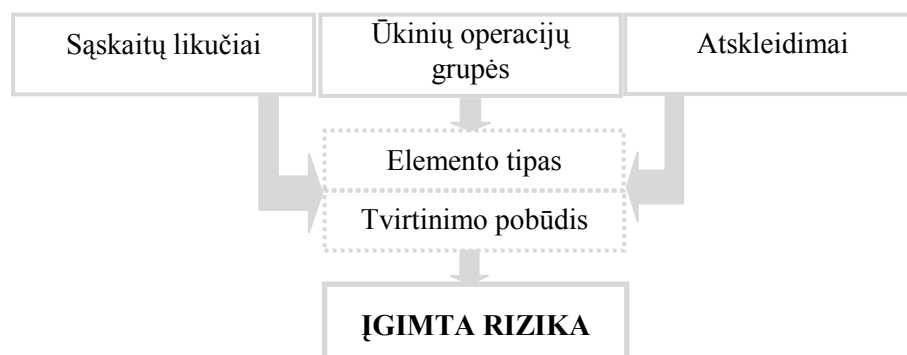 Sąskaitų likučiai
Ūkinių operacijų
grupės
Atskleidimai
Elemento tipas
Tvirtinimo pobūdis
ĮGIMTA RIZIKA